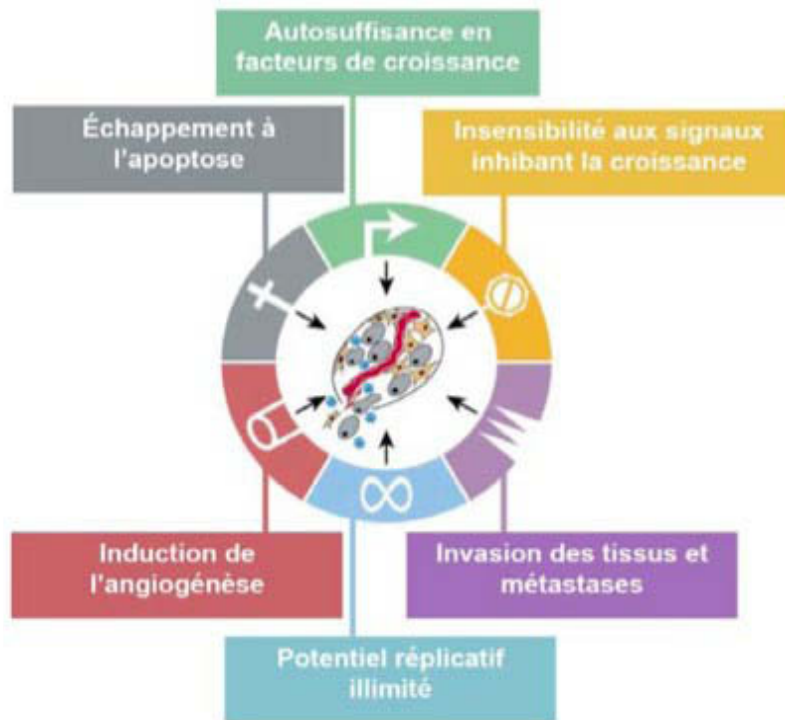 Autosuffisance en
facteurs de croissance
Échappement à
l'apoptose
Insensibilité aux signaux
inhibant la croissance
Induction de
l'angiogénèse
Invasion des tissus et
métastases
Potentiel réplicatif
illimité